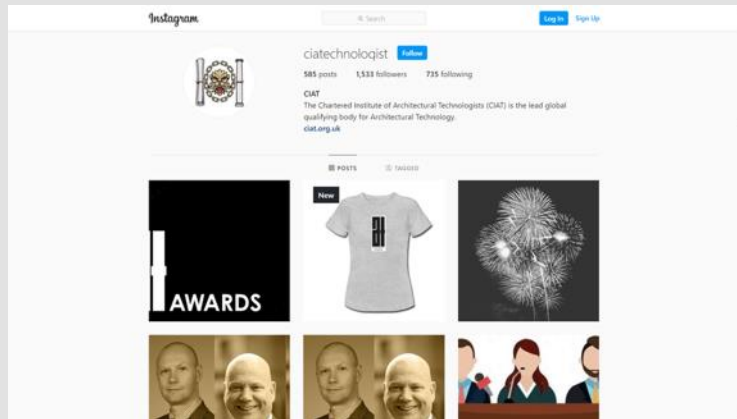 Instagram
Search
Log In Sign Up
ciatechnologist Follow
585 posts 1,533 followers 735 following
CIAT
The Chartered Institute of Architectural Technologists (CIAT) is the lead global
qualifying body for Architectural Technology.
ciat.org.uk
POSTS TAGGED
New
AWARDS